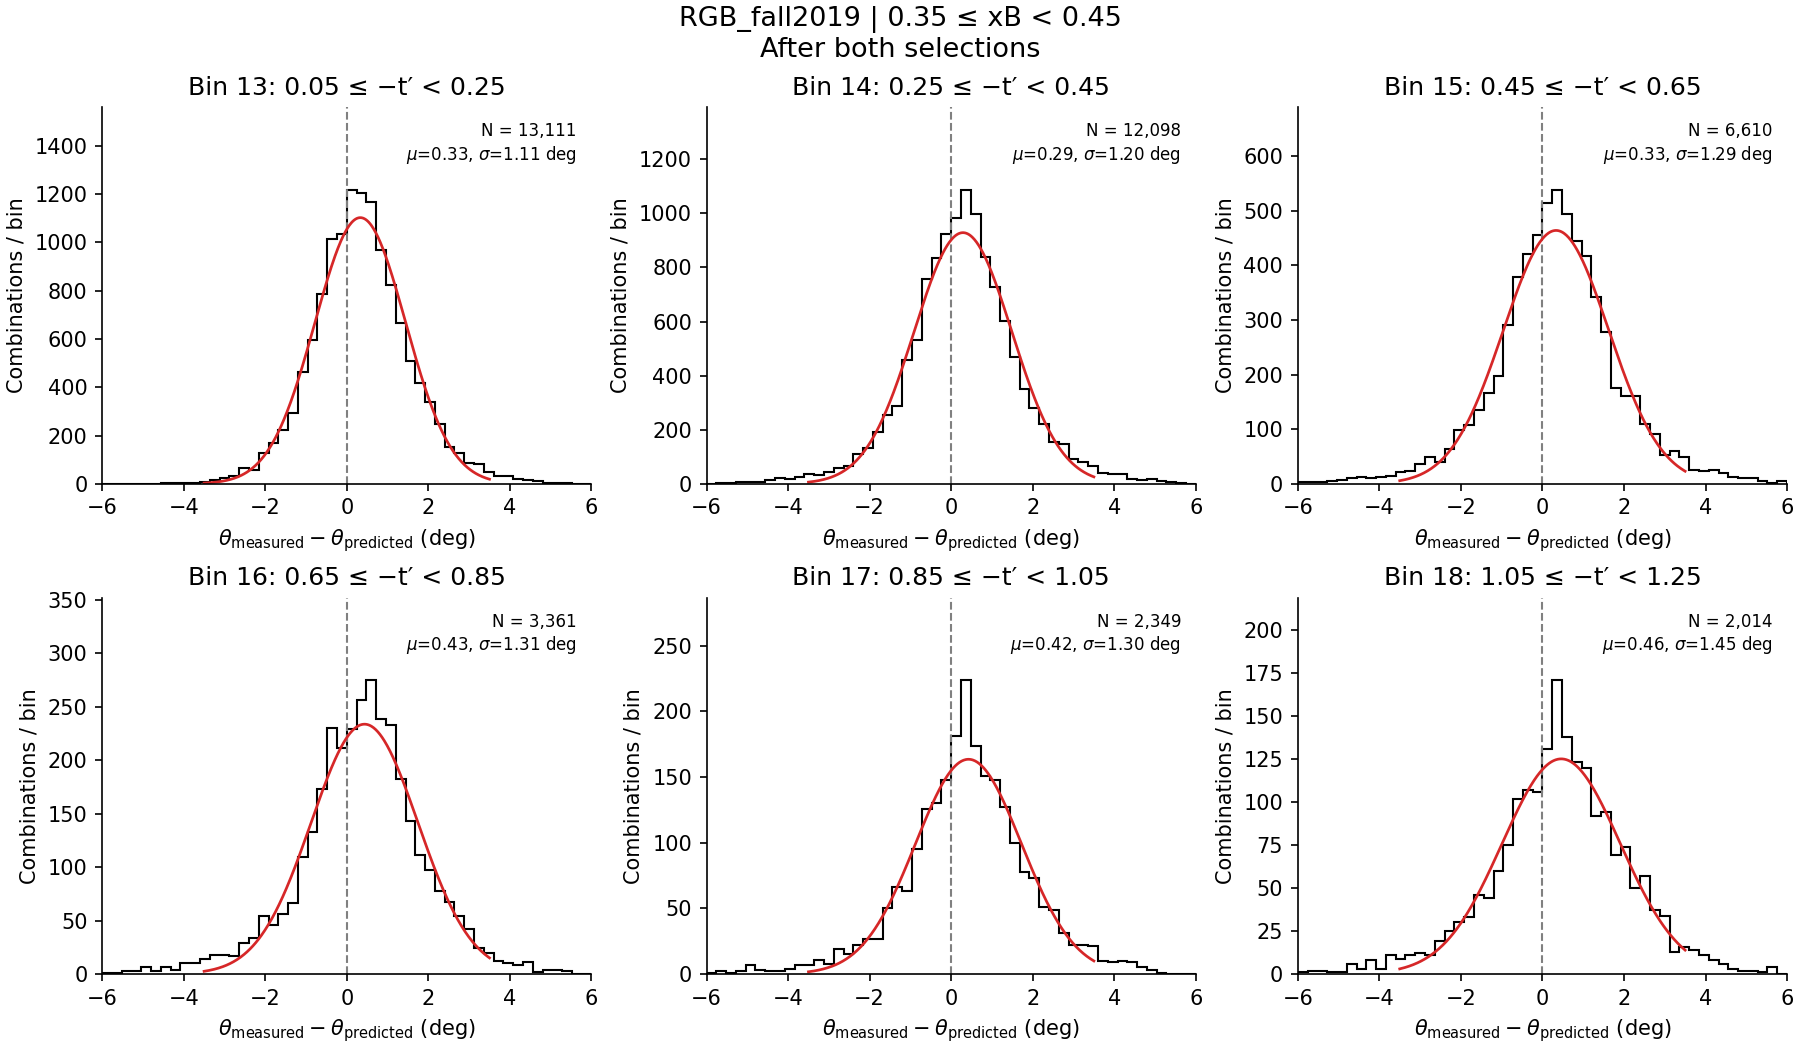 RGB_fall2019 | 0.35 ≤ xB < 0.45
After both selections
Bin 13: 0.05 ≤ −t′ < 0.25
N = 13,111
μ=0.33, σ=1.11 deg
Combinations / bin
1400
1200
1000
800
600
400
200
0
−6 −4 −2 0 2 4 6
θmeasured − θpredicted (deg)
Bin 14: 0.25 ≤ −t′ < 0.45
N = 12,098
μ=0.29, σ=1.20 deg
Combinations / bin
1200
1000
800
600
400
200
0
−6 −4 −2 0 2 4 6
θmeasured − θpredicted (deg)
Bin 15: 0.45 ≤ −t′ < 0.65
N = 6,610
μ=0.33, σ=1.29 deg
Combinations / bin
600
500
400
300
200
100
0
−6 −4 −2 0 2 4 6
θmeasured − θpredicted (deg)
Bin 16: 0.65 ≤ −t′ < 0.85
N = 3,361
μ=0.43, σ=1.31 deg
Combinations / bin
350
300
250
200
150
100
50
0
−6 −4 −2 0 2 4 6
θmeasured − θpredicted (deg)
Bin 17: 0.85 ≤ −t′ < 1.05
N = 2,349
μ=0.42, σ=1.30 deg
Combinations / bin
250
200
150
100
50
0
−6 −4 −2 0 2 4 6
θmeasured − θpredicted (deg)
Bin 18: 1.05 ≤ −t′ < 1.25
N = 2,014
μ=0.46, σ=1.45 deg
Combinations / bin
200
175
150
125
100
75
50
25
0
−6 −4 −2 0 2 4 6
θmeasured − θpredicted (deg)